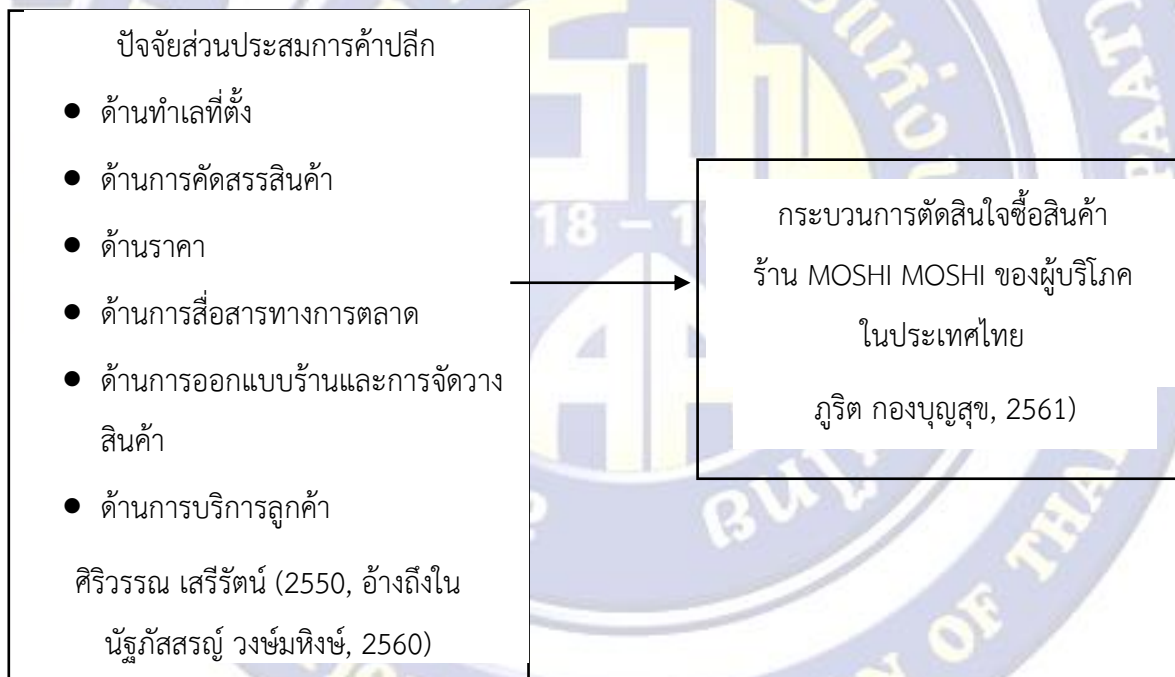 ปัจจัยส่วนประสมการค้าปลีก
● ด้านทำเลที่ตั้ง
● ด้านการคัดสรรสินค้า
● ด้านราคา
● ด้านการสื่อสารทางการตลาด
● ด้านการออกแบบร้านและการจัดวาง
สินค้า
● ด้านการบริการลูกค้า
ศิริวรรณ เสรีรัตน์ (2550, อ้างถึงใน
นัฐภัสสรญ์ วงษ์มหิงษ์, 2560)
กระบวนการตัดสินใจซื้อสินค้า
ร้าน MOSHI MOSHI ของผู้บริโภค
ในประเทศไทย
ภูริต กองบุญสุข, 2561)
18 – 1
OF THA